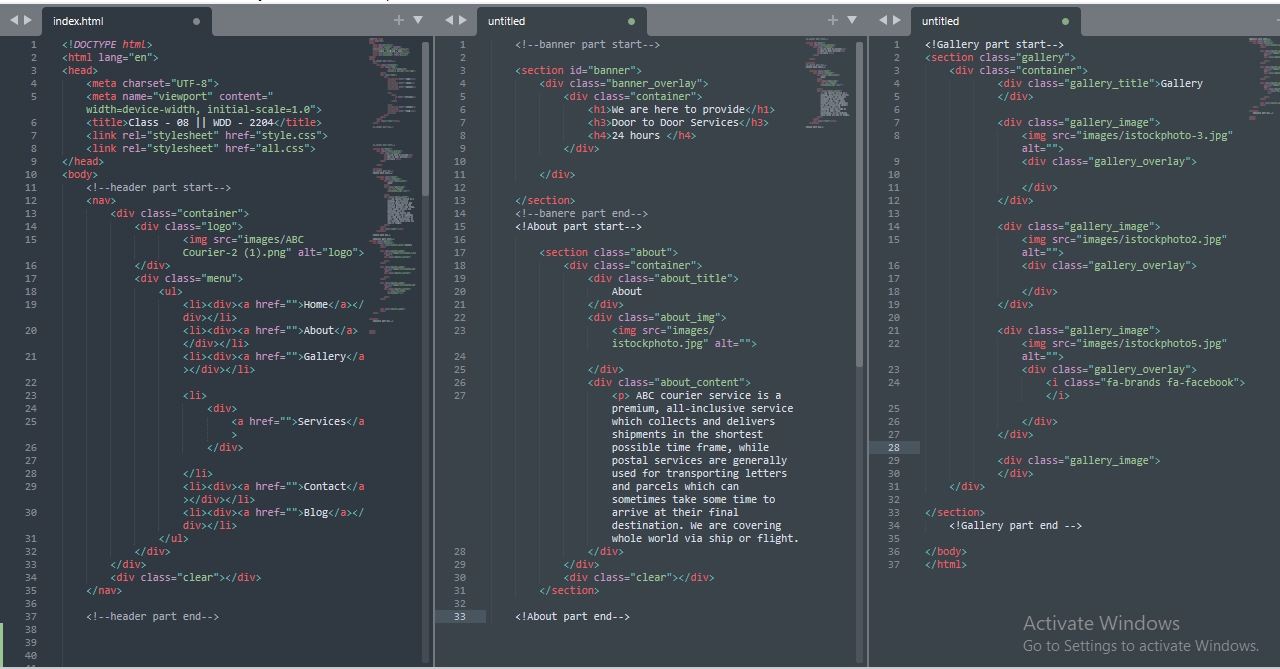 index.html
1 <!DOCTYPE html>
2 <html lang="en">
3 <head>
4 <meta charset="UTF-8">
5 <meta name="viewport" content="
width=device-width, initial-scale=1.0">
6 <title>Class - 08 || WDD - 2204</title>
7 <link rel="stylesheet" href="style.css">
8 <link rel="stylesheet" href="all.css">
9 </head>
10 <body>
11 <!--header part start-->
12 <nav>
13 <div class="container">
14 <div class="logo">
15 <img src="images/ABC
Courier-2 (1).png" alt="logo">
16 </div>
17 <div class="menu">
18 <ul>
19 <li><div><a href="">Home</a></
div></li>
20 <li><div><a href="">About</a>
</div></li>
21 <li><div><a href="">Gallery</a
></div></li>
22
23 <li>
24 <div>
25 <a href="">Services</a
>
26 </div>
27
28 </li>
29 <li><div><a href="">Contact</a
></div></li>
30 <li><div><a href="">Blog</a></
div></li>
31 </ul>
32 </div>
33 </div>
34 <div class="clear"></div>
35 </nav>
36
37 <!--header part end-->
38
39
40
untitled
1 <!--banner part start-->
2
3 <section id="banner">
4 <div class="banner_overlay">
5 <div class="container">
6 <h1>We are here to provide</h1>
7 <h3>Door to Door Services</h3>
8 <h4>24 hours </h4>
9 </div>
10
11 </div>
12
13 </section>
14 <!--banere part end-->
15 <!About part start-->
16
17 <section class="about">
18 <div class="container">
19 <div class="about_title">
20 About
21 </div>
22 <div class="about_img">
23 <img src="images/
istockphoto.jpg" alt="">
24
25 </div>
26 <div class="about_content">
27 <p> ABC courier service is a
premium, all-inclusive service
which collects and delivers
shipments in the shortest
possible time frame, while
postal services are generally
used for transporting letters
and parcels which can
sometimes take some time to
arrive at their final
destination. We are covering
whole world via ship or flight.
28 </div>
29 </div>
30 <div class="clear"></div>
31 </section>
32
33 <!About part end-->
untitled
1 <!Gallery part start-->
2 <section class="gallery">
3 <div class="container">
4 <div class="gallery_title">Gallery
5 </div>
6
7 <div class="gallery_image">
8 <img src="images/istockphoto-3.jpg"
alt="">
9 <div class="gallery_overlay">
10
11 </div>
12 </div>
13
14 <div class="gallery_image">
15 <img src="images/istockphoto2.jpg"
alt="">
16 <div class="gallery_overlay">
17
18 </div>
19 </div>
20
21 <div class="gallery_image">
22 <img src="images/istockphoto5.jpg"
alt="">
23 <div class="gallery_overlay">
24 <i class="fa-brands fa-facebook">
</i>
25
26 </div>
27 </div>
28
29 <div class="gallery_image">
30 </div>
31 </div>
32
33 </section>
34 <!Gallery part end -->
35
36 </body>
37 </html>
Activate Windows
Go to Settings to activate Windows.